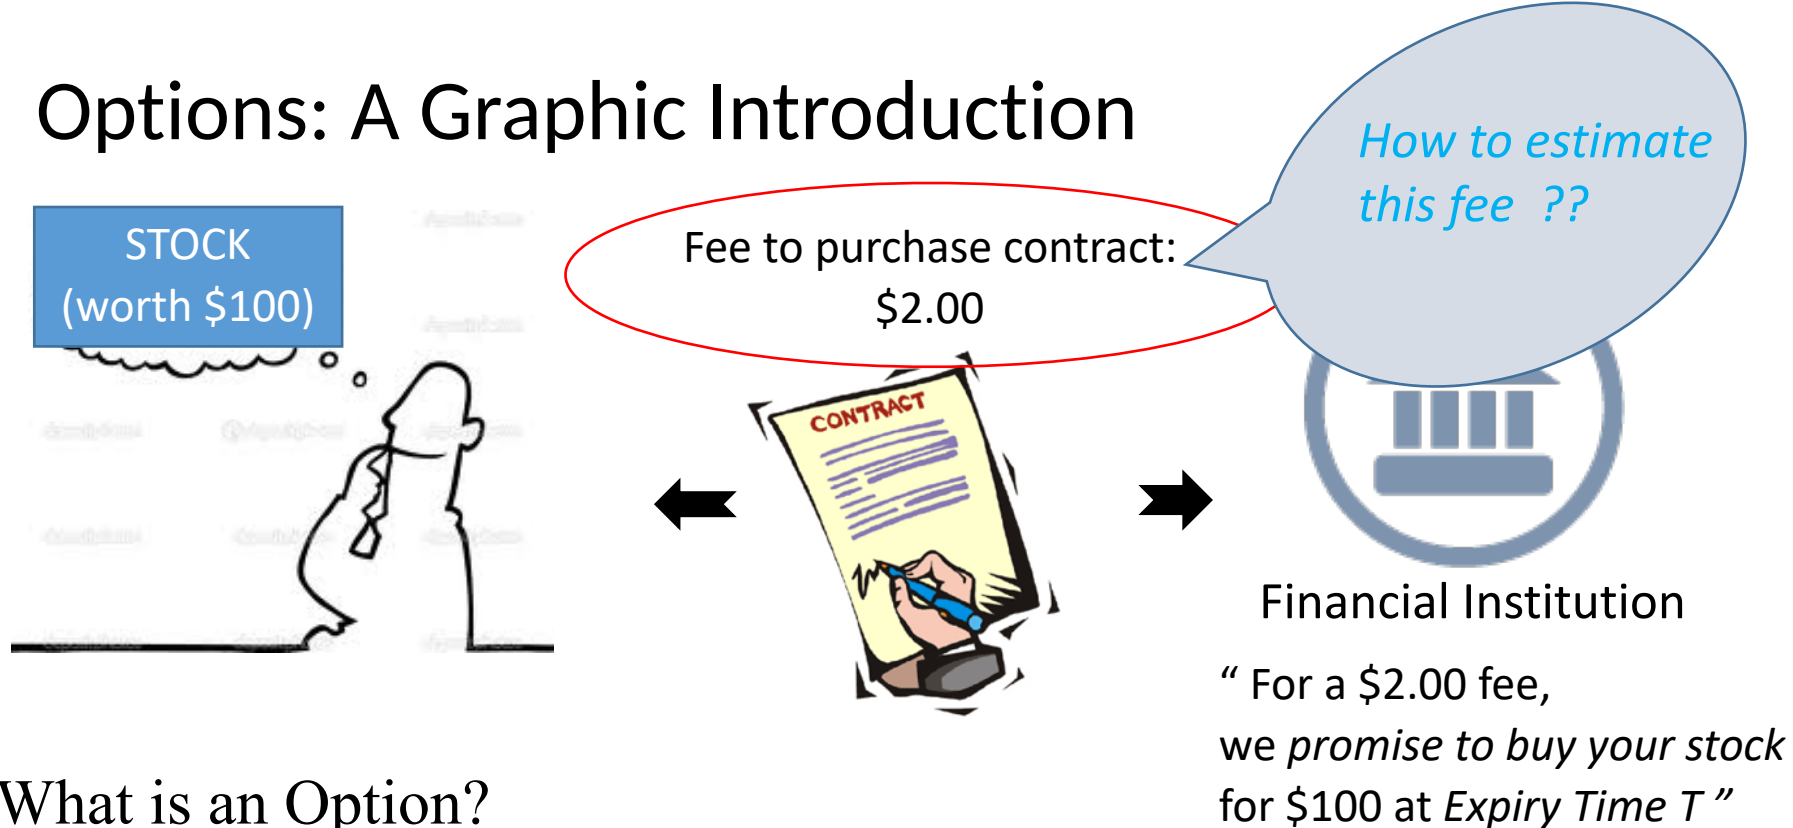 Options: A Graphic Introduction
How to estimate
this fee ??
STOCK
(worth $100)
Fee to purchase contract:
$2.00
CONTRACT
Financial Institution
“ For a $2.00 fee,
we promise to buy your stock
for $100 at Expiry Time T ”
What is an Option?